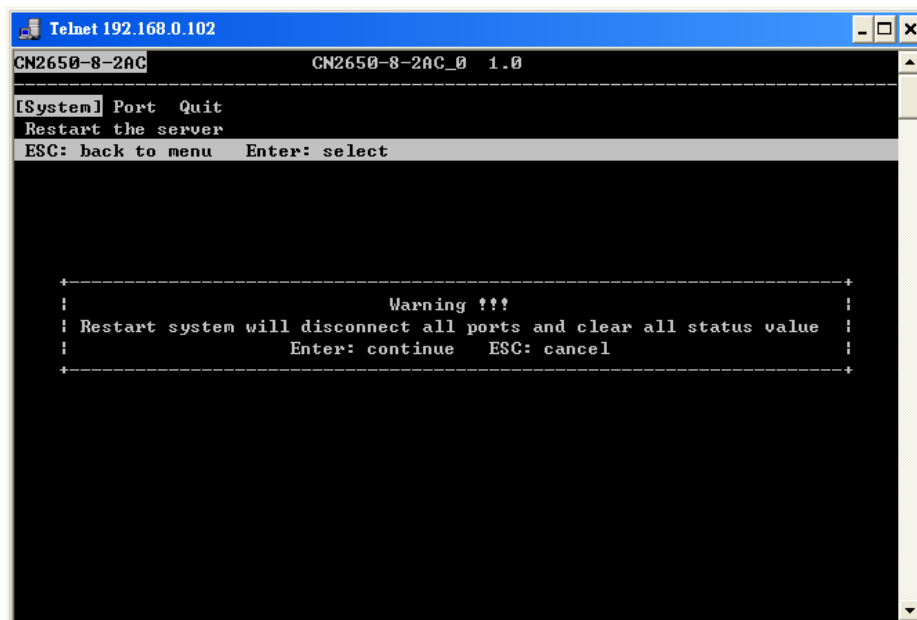 Telnet 192.168.0.102
CN2650-8-2AC CN2650-8-2AC_0 1.0
[System] Port Quit
Restart the server
ESC: back to menu Enter: select
Warning !!!
Restart system will disconnect all ports and clear all status value
Enter: continue ESC: cancel